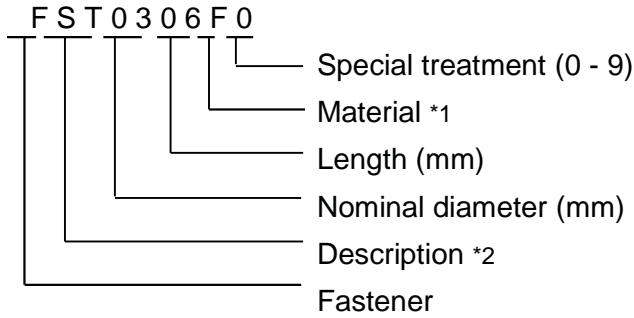 F S T 0 3 0 6 F 0
Special treatment (0 - 9)
Material *1
Length (mm)
Nominal diameter (mm)
Description *2
Fastener